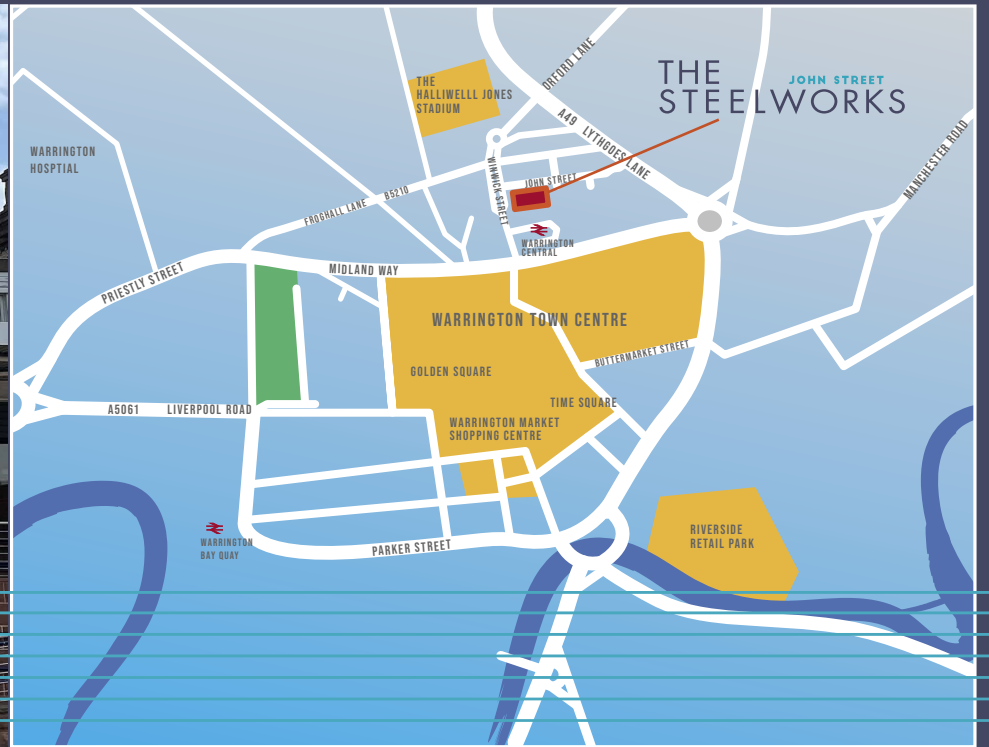 THE
STEELWORKS
JOHN STREET
ORFORD LANE
THE
HALLIWELLL JONES
STADIUM
A49 LYTHGOES LANE
MANCHESTER ROAD
WARRINGTON
HOSPTIAL
WINWICK STREET
JOHN STREET
FROGHALL LANE B5210
WARRINGTON
CENTRAL
PRIESTLY STREET
MIDLAND WAY
WARRINGTON TOWN CENTRE
BUTTERMARKET STREET
GOLDEN SQUARE
TIME SQUARE
A5061 LIVERPOOL ROAD
WARRINGTON MARKET
SHOPPING CENTRE
WARRINGTON
BAY QUAY
PARKER STREET
RIVERSIDE
RETAIL PARK